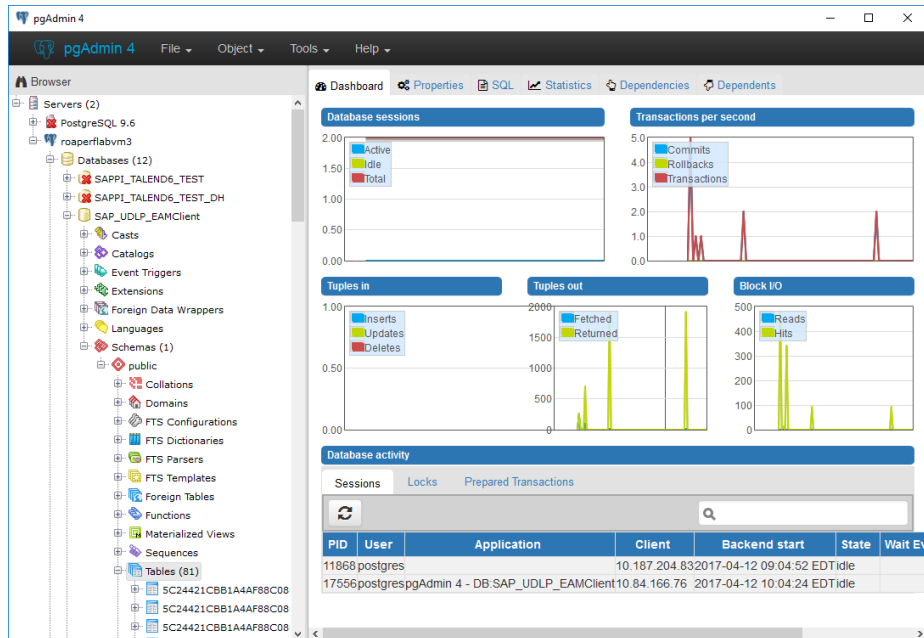 pgAdmin 4
pgAdmin 4 File Object Tools Help
Browser
Servers (2)
PostgreSQL 9.6
roaperflabvm3
Databases (12)
SAPPI_TALEND6_TEST
SAPPI_TALEND6_TEST_DH
SAP_UDLP_EAMClient
Casts
Catalogs
Event Triggers
Extensions
Foreign Data Wrappers
Languages
Schemas (1)
public
Collations
Domains
FTS Configurations
FTS Dictionaries
FTS Parsers
FTS Templates
Foreign Tables
Functions
Materialized Views
Sequences
Tables (81)
5C24421CBB1A4AF88C08
5C24421CBB1A4AF88C08
5C24421CBB1A4AF88C08
Dashboard Properties SQL Statistics Dependencies Dependents
Database sessions
2.00
1.50
1.00
0.50
0.00
Active
Idle
Total
Transactions per second
5.0
4.0
3.0
2.0
1.0
0.0
Commits
Rollbacks
Transactions
Tuples in
1.00
0.50
0.00
Inserts
Updates
Deletes
Tuples out
2000
1500
1000
500
0
Fetched
Returned
Block I/O
500
400
300
200
100
0
Reads
Hits
Database activity
Sessions Locks Prepared Transactions
PID User Application Client Backend start State Wait Ev
11868 postgres 10.187.204.83 2017-04-12 09:04:52 EDT idle
17556 postgres pgAdmin 4 - DB:SAP_UDLP_EAMClient 10.84.166.76 2017-04-12 10:04:24 EDT idle